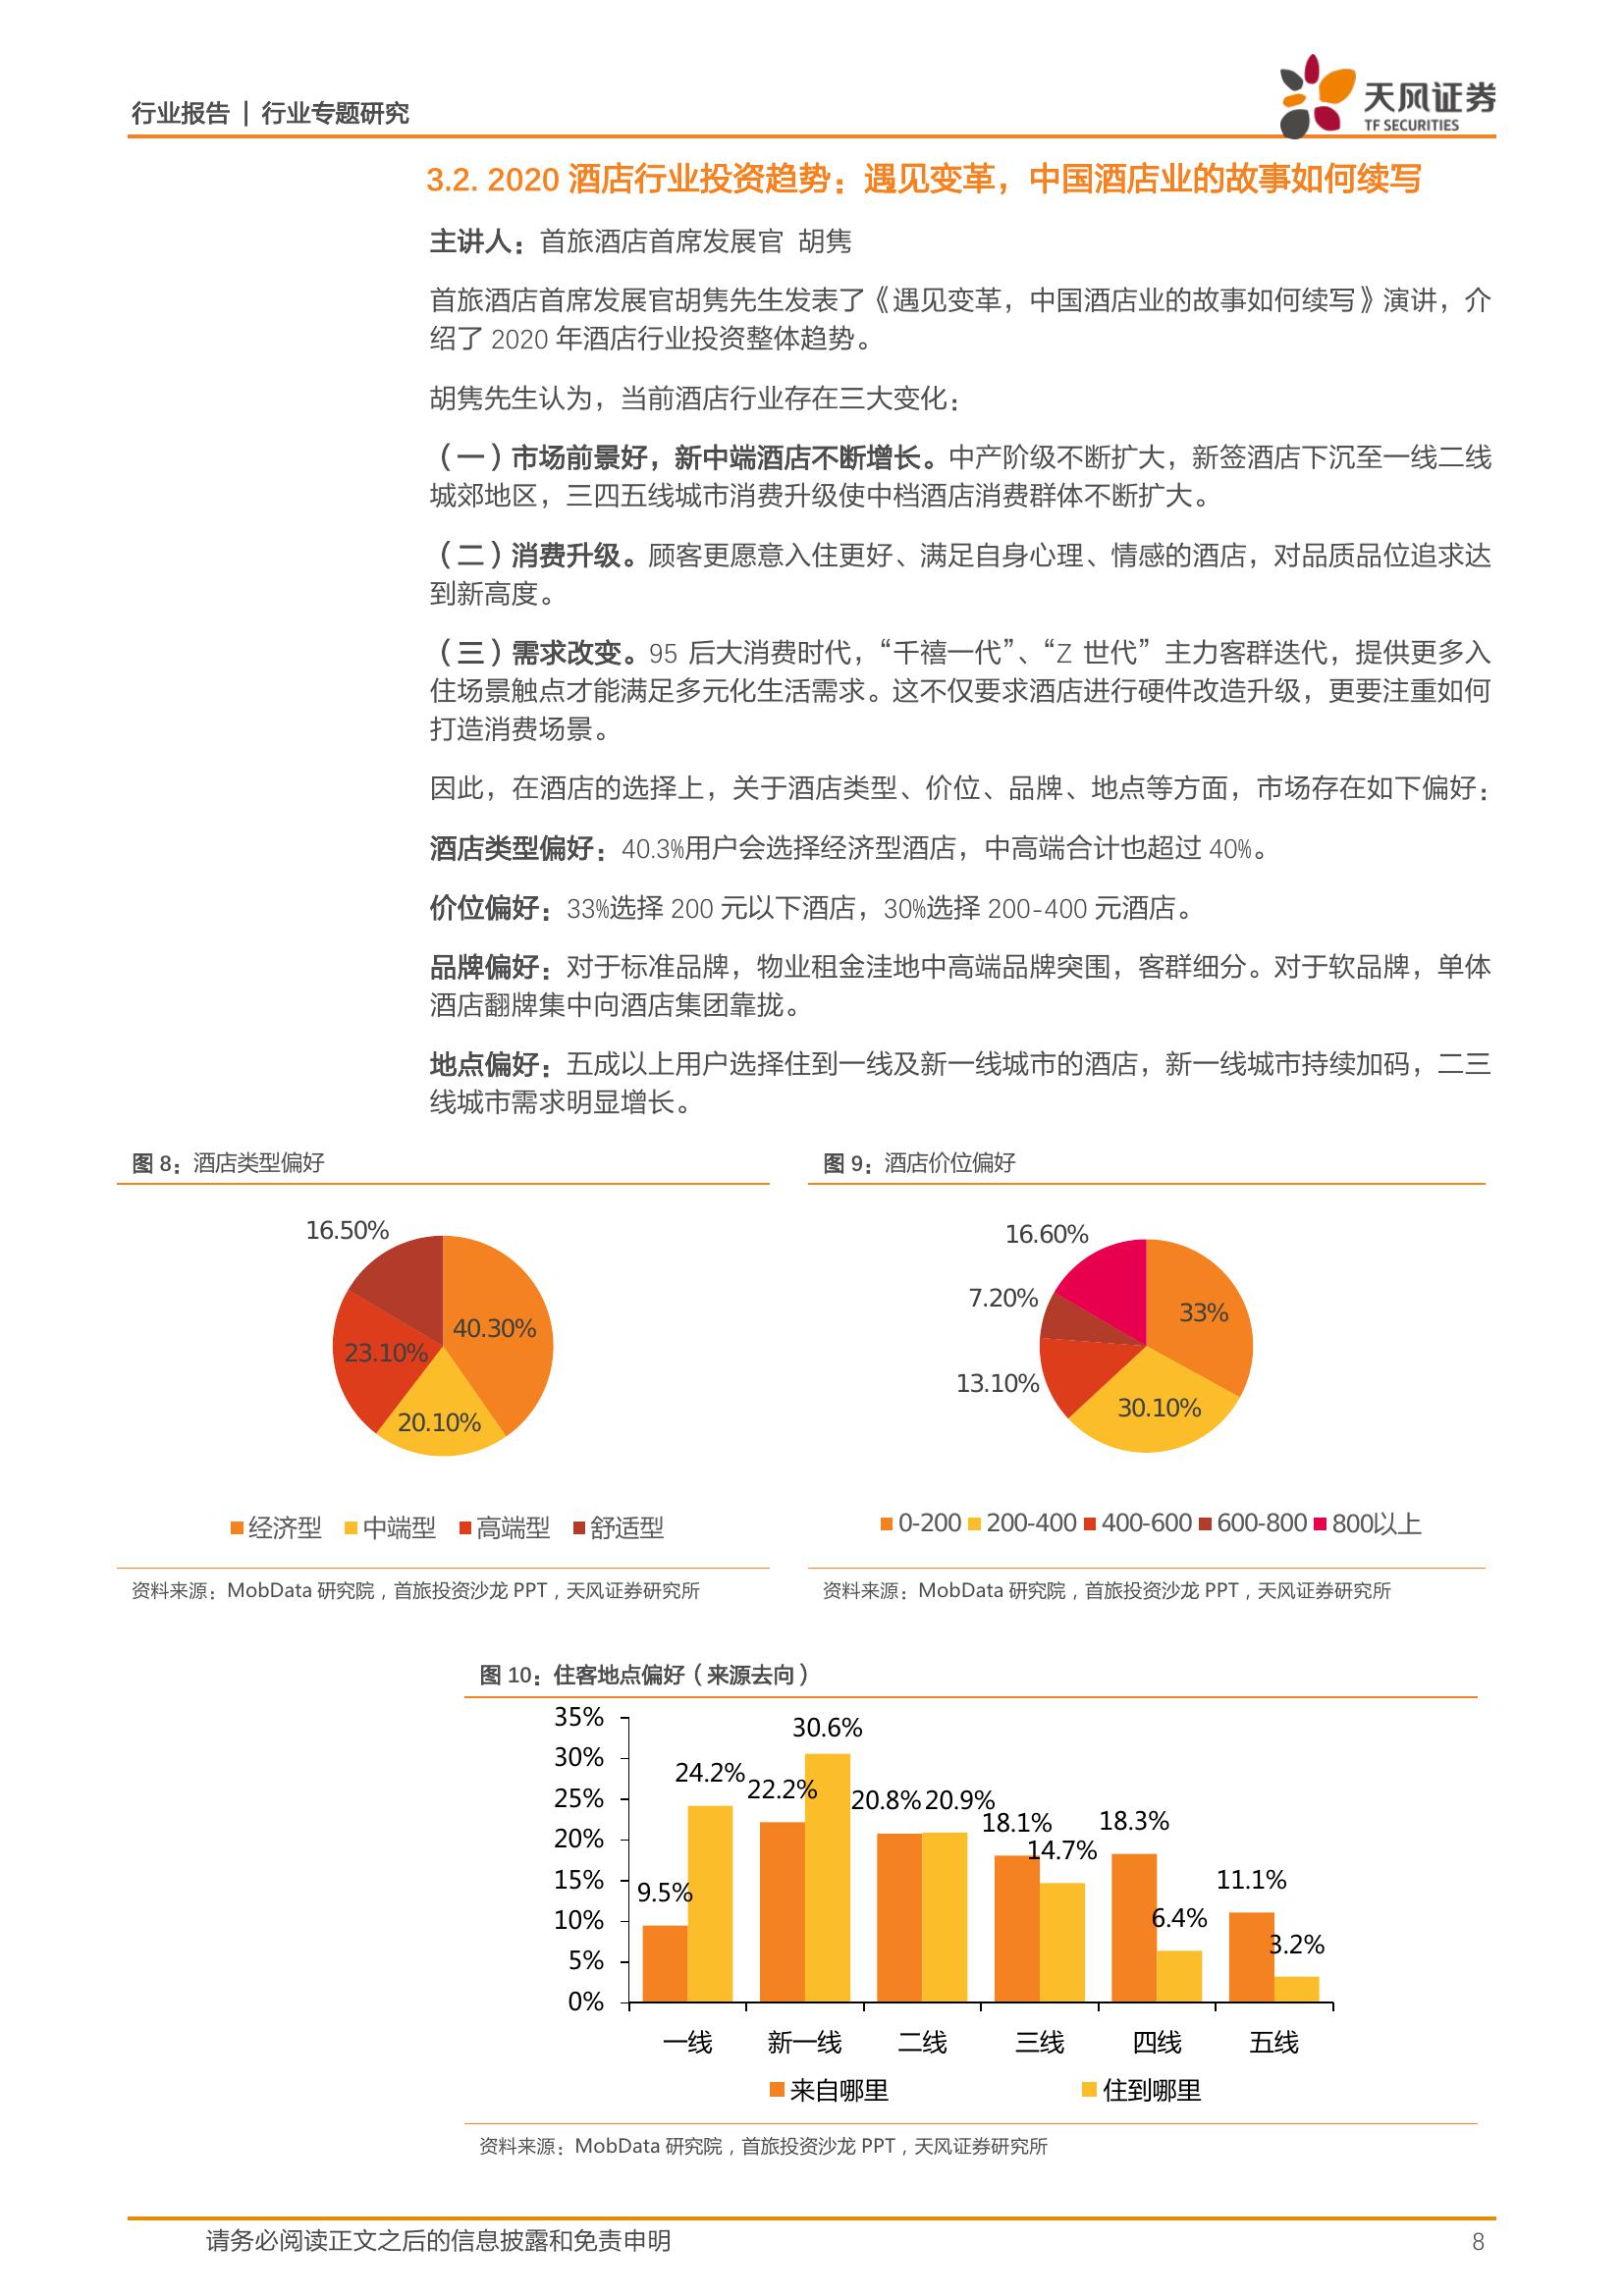 行业报告 | 行业专题研究
天风证券
TF SECURITIES
3.2. 2020 酒店行业投资趋势：遇见变革，中国酒店业的故事如何续写
主讲人：首旅酒店首席发展官 胡隽
首旅酒店首席发展官胡隽先生发表了《遇见变革，中国酒店业的故事如何续写》演讲，介
绍了 2020 年酒店行业投资整体趋势。
胡隽先生认为，当前酒店行业存在三大变化：
（一）市场前景好，新中端酒店不断增长。中产阶级不断扩大，新签酒店下沉至一线二线
城郊地区，三四五线城市消费升级使中档酒店消费群体不断扩大。
（二）消费升级。顾客更愿意入住更好、满足自身心理、情感的酒店，对品质品位追求达
到新高度。
（三）需求改变。95 后大消费时代，“千禧一代”、“Z 世代” 主力客群迭代，提供更多入
住场景触点才能满足多元化生活需求。这不仅要求酒店进行硬件改造升级，更要注重如何
打造消费场景。
因此，在酒店的选择上，关于酒店类型、价位、品牌、地点等方面，市场存在如下偏好：
酒店类型偏好：40.3%用户会选择经济型酒店，中高端合计也超过 40%。
价位偏好：33%选择 200 元以下酒店，30%选择 200-400 元酒店。
品牌偏好：对于标准品牌，物业租金洼地中高端品牌突围，客群细分。对于软品牌，单体
酒店翻牌集中向酒店集团靠拢。
地点偏好：五成以上用户选择住到一线及新一线城市的酒店，新一线城市持续加码，二三
线城市需求明显增长。
图 8：酒店类型偏好
16.50%
40.30%
23.10%
20.10%
经济型 中端型 高端型 舒适型
资料来源：MobData 研究院，首旅投资沙龙 PPT，天风证券研究所
图 9：酒店价位偏好
16.60%
7.20%
33%
13.10%
30.10%
0-200 200-400 400-600 600-800 800以上
资料来源：MobData 研究院，首旅投资沙龙 PPT，天风证券研究所
图 10：住客地点偏好（来源去向）
35%
30%
25%
20%
15%
10%
5%
0%
9.5% 24.2% 22.2% 30.6% 20.8% 20.9% 18.1% 14.7% 18.3% 6.4% 11.1% 3.2%
一线 新一线 二线 三线 四线 五线
来自哪里 住到哪里
资料来源：MobData 研究院，首旅投资沙龙 PPT，天风证券研究所
请务必阅读正文之后的信息披露和免责申明 8